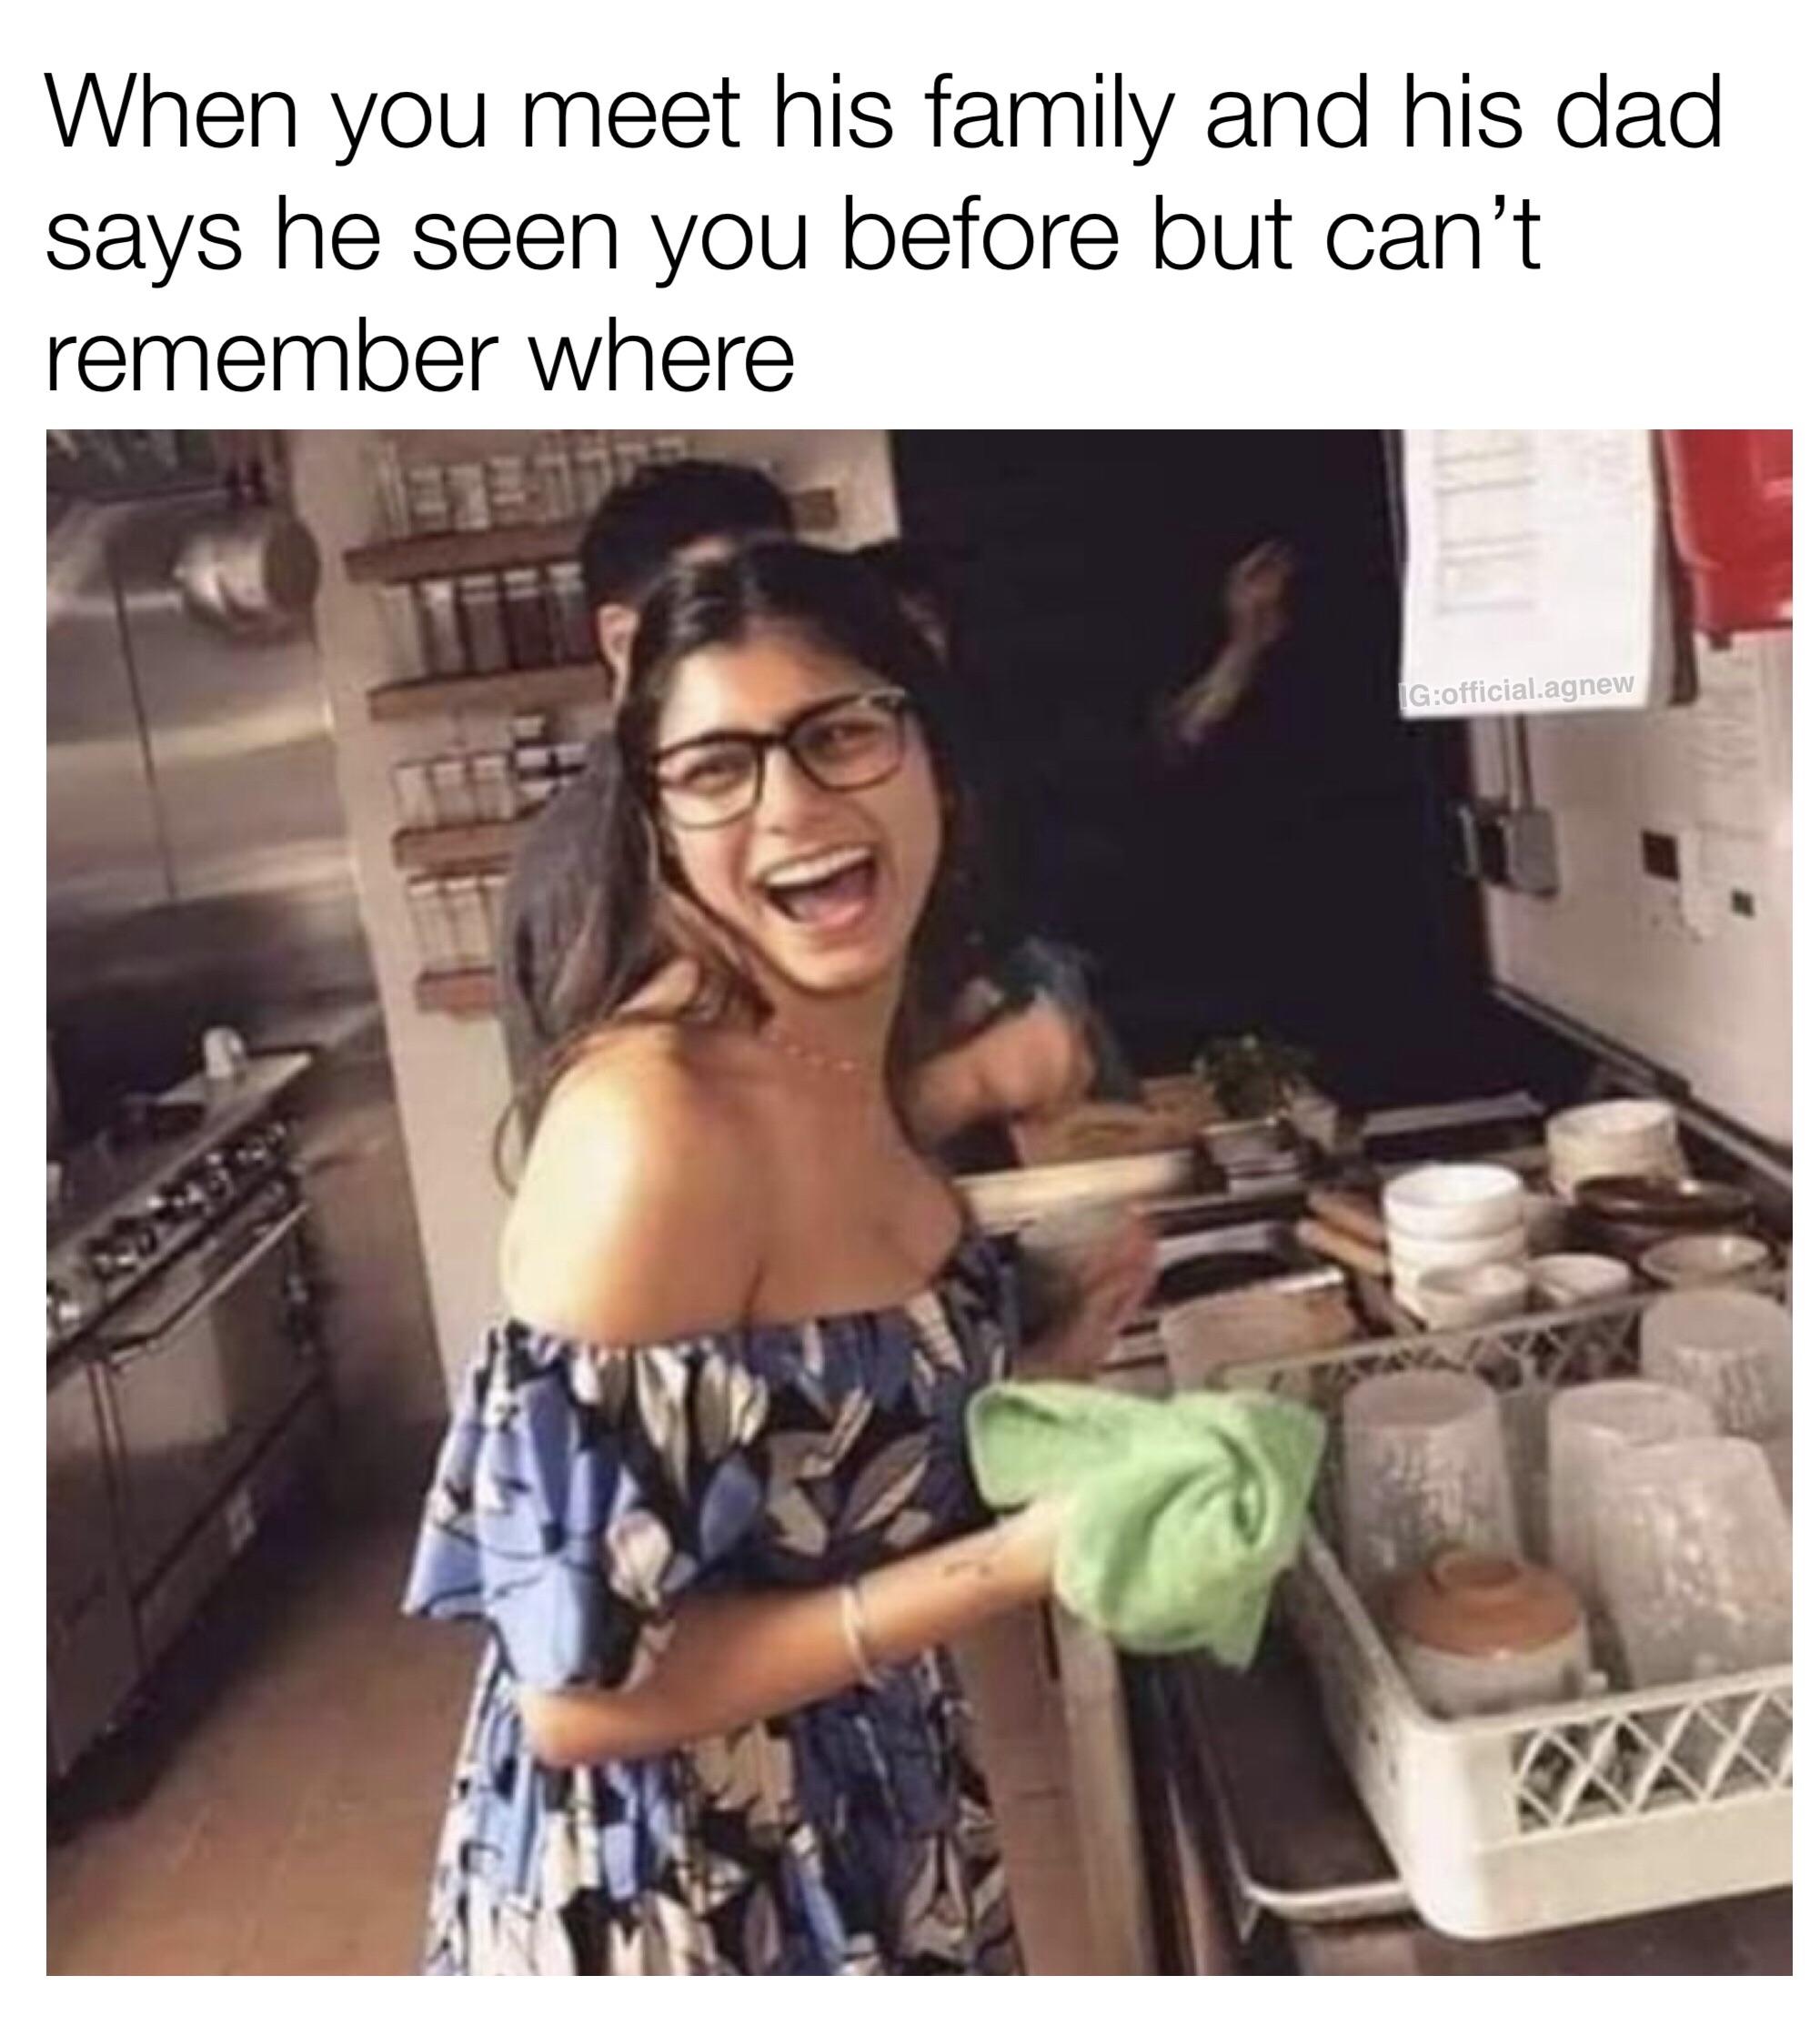 When you meet his family and his dad
says he seen you before but can’t
remember where
IG:official.agnew